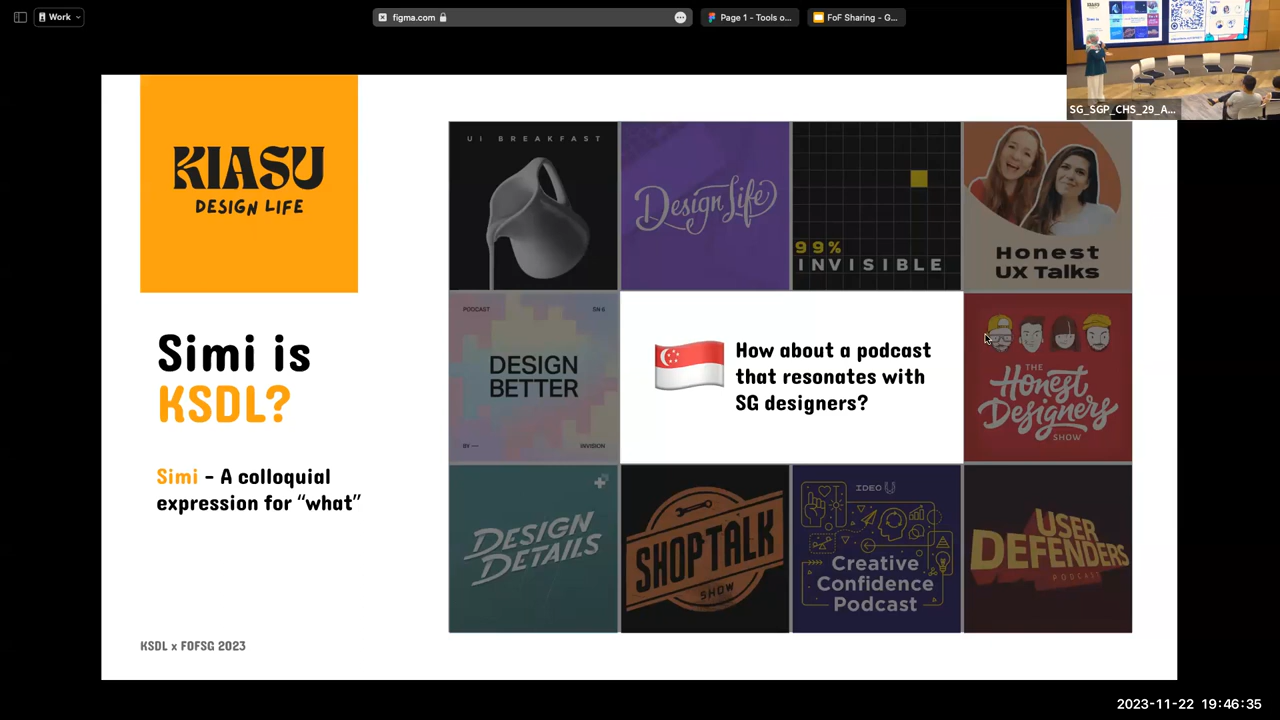 Work
figma.com
Page 1 - Tools o...
FoF Sharing - G...
SG_SGP_CHS_29_A...
KIASU
DESIGN LIFE
Simi is
KSDL?
Simi - A colloquial
expression for “what”
KSDL x FOFSG 2023
UI BREAKFAST
Design Life
99%
INVISIBLE
Honest
UX Talks
PODCAST
SN 6
DESIGN
BETTER
BY —
INVISION
How about a podcast
that resonates with
SG designers?
THE
Honest
Designers
SHOW
DESIGN
DETAILS
SHOPTALK
SHOW
IDEO U
Creative
Confidence
Podcast
USER
DEFENDERS
PODCAST
2023-11-22 19:46:35